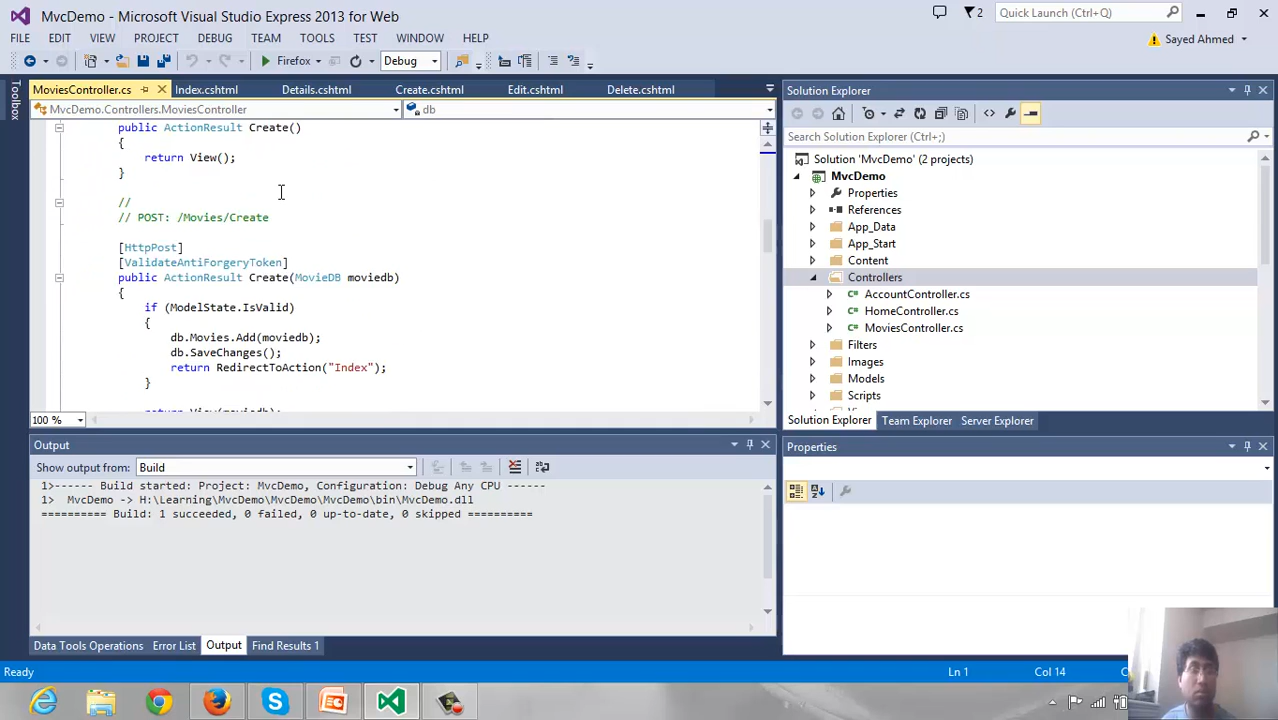 MvcDemo - Microsoft Visual Studio Express 2013 for Web
2
Quick Launch (Ctrl+Q)
FILE EDIT VIEW PROJECT DEBUG TEAM TOOLS TEST WINDOW HELP
Sayed Ahmed
Firefox
Debug
Toolbox
MoviesController.cs
Index.cshtml
Details.cshtml
Create.cshtml
Edit.cshtml
Delete.cshtml
MvcDemo.Controllers.MoviesController
db
public ActionResult Create()
{
return View();
}
//
// POST: /Movies/Create
[HttpPost]
[ValidateAntiForgeryToken]
public ActionResult Create(MovieDB moviedb)
{
if (ModelState.IsValid)
{
db.Movies.Add(moviedb);
db.SaveChanges();
return RedirectToAction("Index");
}
return View(moviedb);
100 %
Solution Explorer
Search Solution Explorer (Ctrl+;)
Solution 'MvcDemo' (2 projects)
MvcDemo
Properties
References
App_Data
App_Start
Content
Controllers
AccountController.cs
HomeController.cs
MoviesController.cs
Filters
Images
Models
Scripts
Solution Explorer Team Explorer Server Explorer
Output
Show output from: Build
1>------ Build started: Project: MvcDemo, Configuration: Debug Any CPU ------
1>  MvcDemo -> H:\Learning\MvcDemo\MvcDemo\MvcDemo\bin\MvcDemo.dll
========== Build: 1 succeeded, 0 failed, 0 up-to-date, 0 skipped ==========
Properties
Data Tools Operations Error List Output Find Results 1
Ready
Ln 1
Col 14